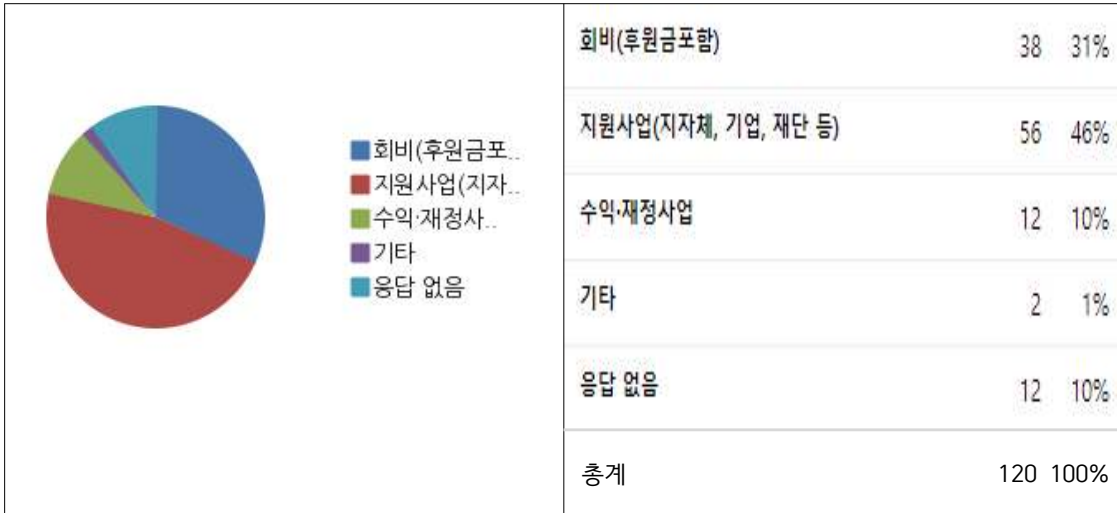 회비(후원금포..
지원사업(지자..
수익·재정사..
기타
응답 없음
회비(후원금포함) 38 31%
지원사업(지자체, 기업, 재단 등) 56 46%
수익·재정사업 12 10%
기타 2 1%
응답 없음 12 10%
총계 120 100%